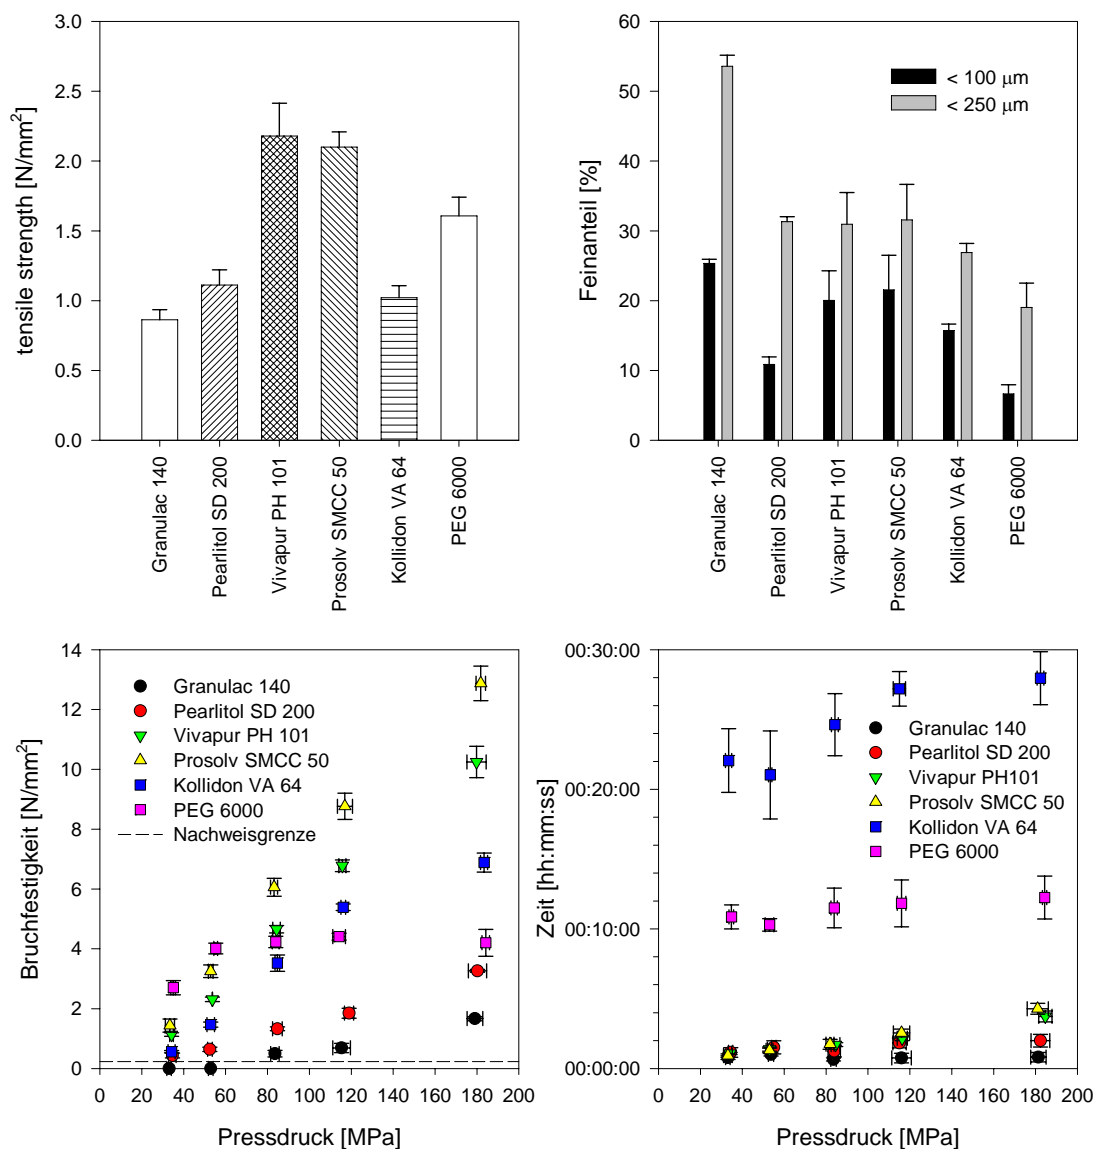 tensile strength [N/mm²]
3.0
2.5
2.0
1.5
1.0
0.5
0.0
Granulac 140
Pearlitol SD 200
Vivapur PH 101
Prosolv SMCC 50
Kollidon VA 64
PEG 6000
Feinanteil [%]
60
50
40
30
20
10
0
< 100 μm
< 250 μm
Granulac 140
Pearlitol SD 200
Vivapur PH 101
Prosolv SMCC 50
Kollidon VA 64
PEG 6000
Bruchfestigkeit [N/mm²]
14
12
10
8
6
4
2
0
Granulac 140
Pearlitol SD 200
Vivapur PH 101
Prosolv SMCC 50
Kollidon VA 64
PEG 6000
Nachweisgrenze
0 20 40 60 80 100 120 140 160 180 200
Pressdruck [MPa]
Zeit [hh:mm:ss]
00:30:00
00:20:00
00:10:00
00:00:00
Granulac 140
Pearlitol SD 200
Vivapur PH101
Prosolv SMCC 50
Kollidon VA 64
PEG 6000
0 20 40 60 80 100 120 140 160 180 200
Pressdruck [MPa]